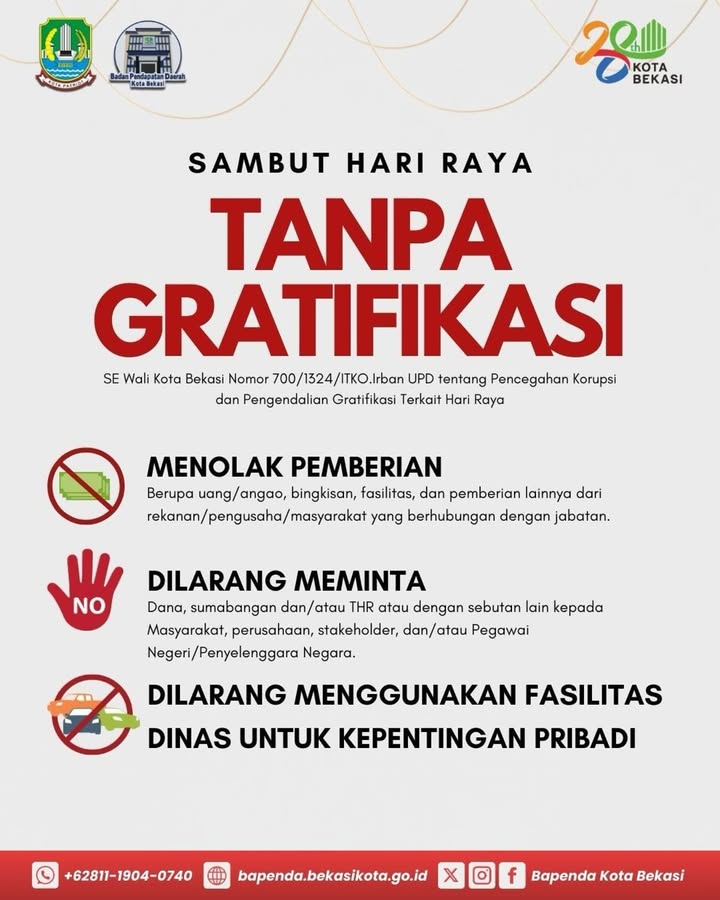 KOTA PATRIOT
Badan Pendapatan Daerah
Kota Bekasi
28th
KOTA
BEKASI
SAMBUT HARI RAYA
TANPA
GRATIFIKASI
SE Wali Kota Bekasi Nomor 700/1324/ITKO.Irban UPD tentang Pencegahan Korupsi
dan Pengendalian Gratifikasi Terkait Hari Raya
MENOLAK PEMBERIAN
Berupa uang/angao, bingkisan, fasilitas, dan pemberian lainnya dari
rekanan/pengusaha/masyarakat yang berhubungan dengan jabatan.
NO
DILARANG MEMINTA
Dana, sumabangan dan/atau THR atau dengan sebutan lain kepada
Masyarakat, perusahaan, stakeholder, dan/atau Pegawai
Negeri/Penyelenggara Negara.
DILARANG MENGGUNAKAN FASILITAS
DINAS UNTUK KEPENTINGAN PRIBADI
+62811-1904-0740
bapenda.bekasikota.go.id
Bapenda Kota Bekasi